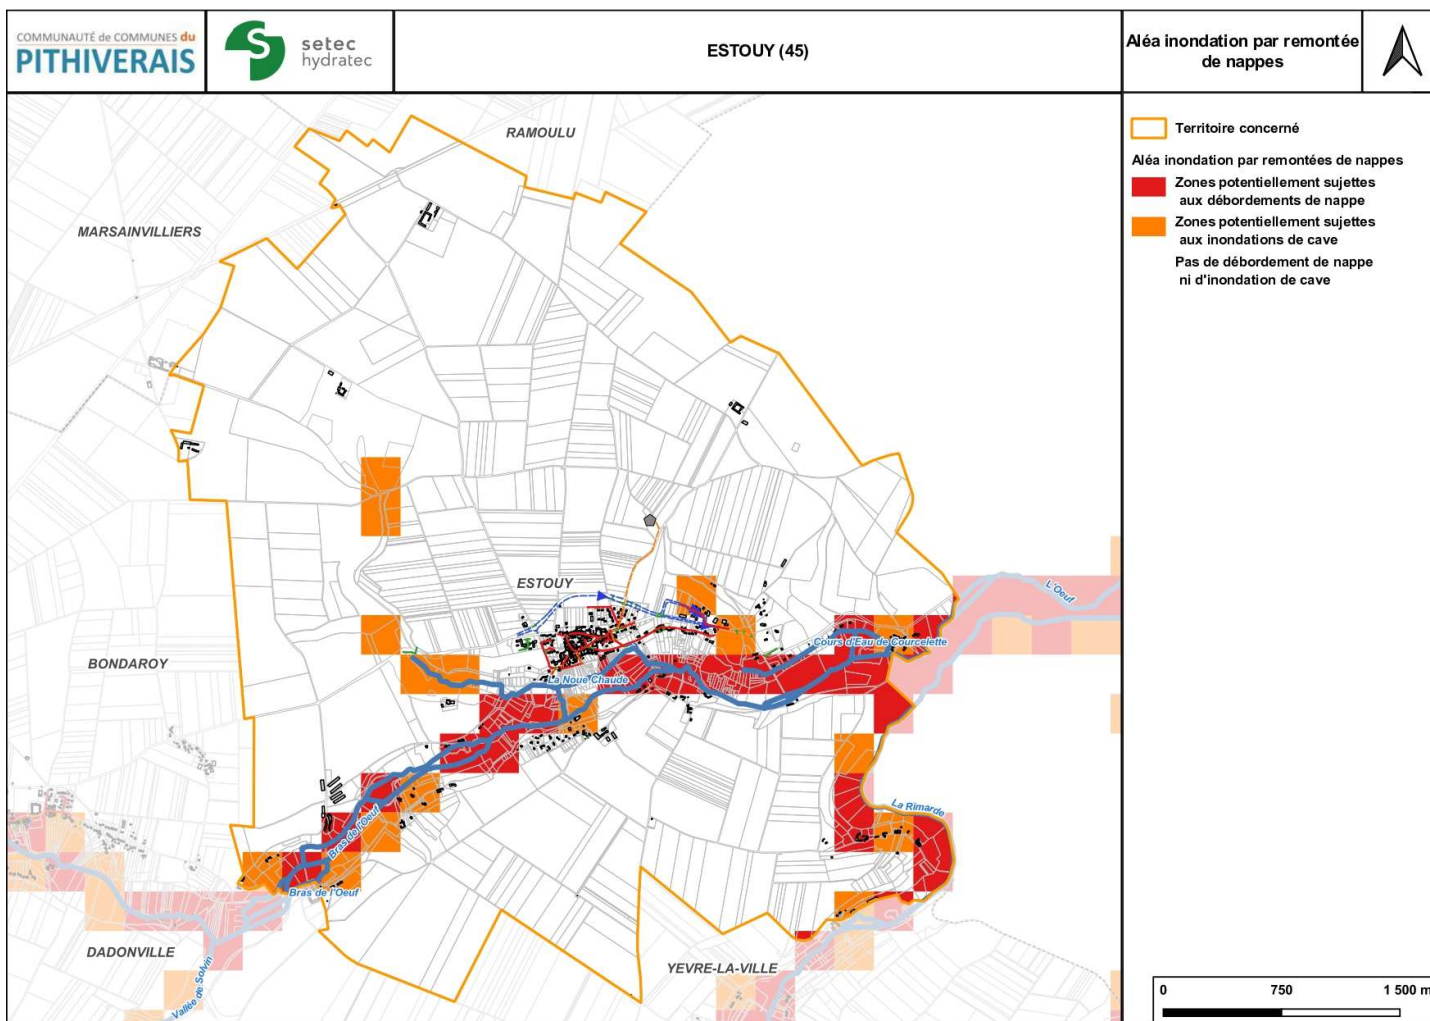 COMMUNAUTÉ de COMMUNES du
PITHIVERAIS
setec
hydratec
ESTOUY (45)
Aléa inondation par remontée
de nappes
Territoire concerné
Aléa inondation par remontées de nappes
Zones potentiellement sujettes
aux débordements de nappe
Zones potentiellement sujettes
aux inondations de cave
Pas de débordement de nappe
ni d'inondation de cave
RAMOULU
MARSAINVILLIERS
ESTOUY
L'Oeuf
Cours d'Eau de Courcelette
BONDAROY
La Noue Chaude
La Rimarde
Bras de l'Oeuf
Bras de l'Oeuf
DADONVILLE
YEVRE-LA-VILLE
Vallée de Solvin
0 750 1 500 m